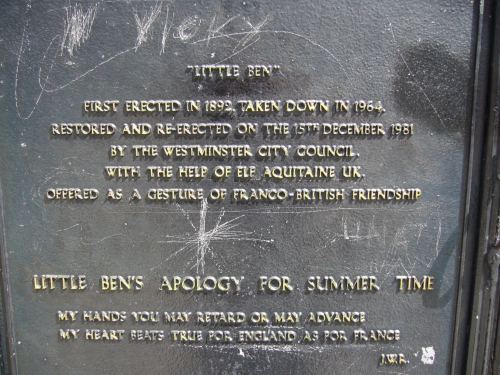 VICKY
"LITTLE BEN"
FIRST ERECTED IN 1892, TAKEN DOWN IN 1964,
RESTORED AND RE-ERECTED ON THE 15TH DECEMBER 1981
BY THE WESTMINSTER CITY COUNCIL,
WITH THE HELP OF ELF AQUITAINE UK.
OFFERED AS A GESTURE OF FRANCO-BRITISH FRIENDSHIP
LITTLE BEN'S APOLOGY FOR SUMMER TIME
MY HANDS YOU MAY RETARD OR MAY ADVANCE
MY HEART BEATS TRUE FOR ENGLAND AS FOR FRANCE
J.W.R.